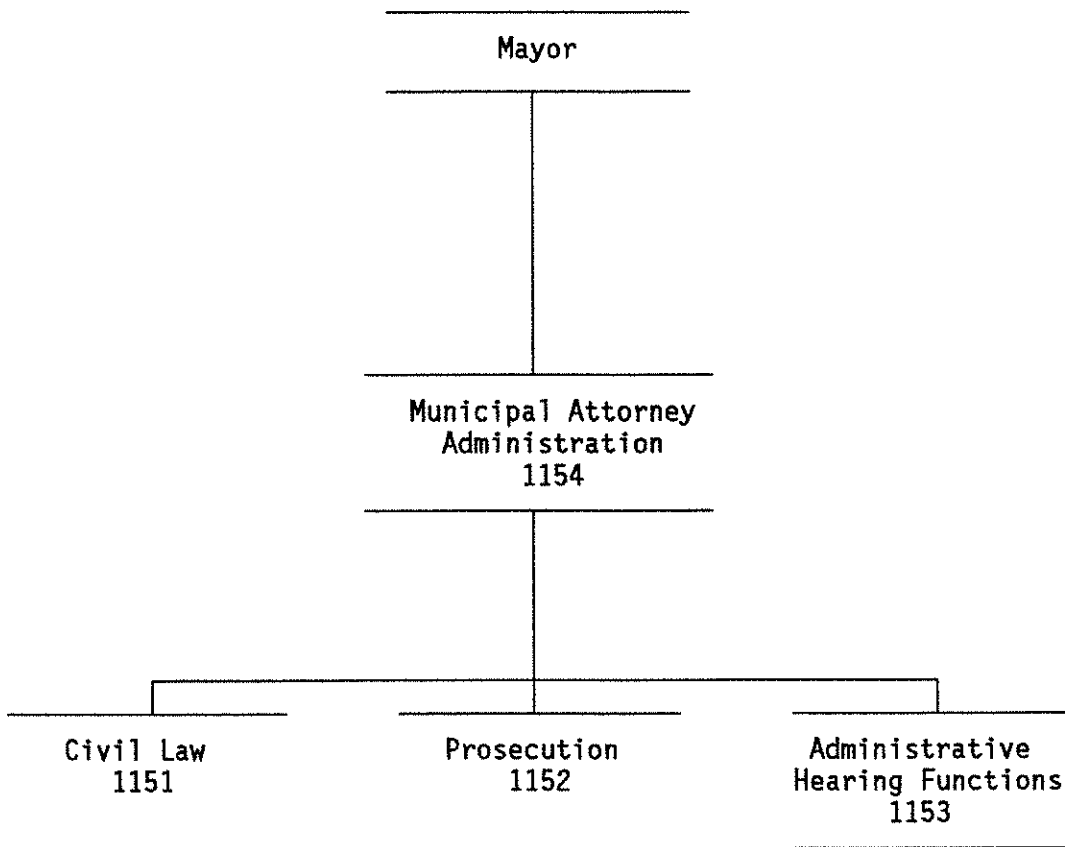 Mayor
Municipal Attorney
Administration
1154
Civil Law
1151
Prosecution
1152
Administrative
Hearing Functions
1153